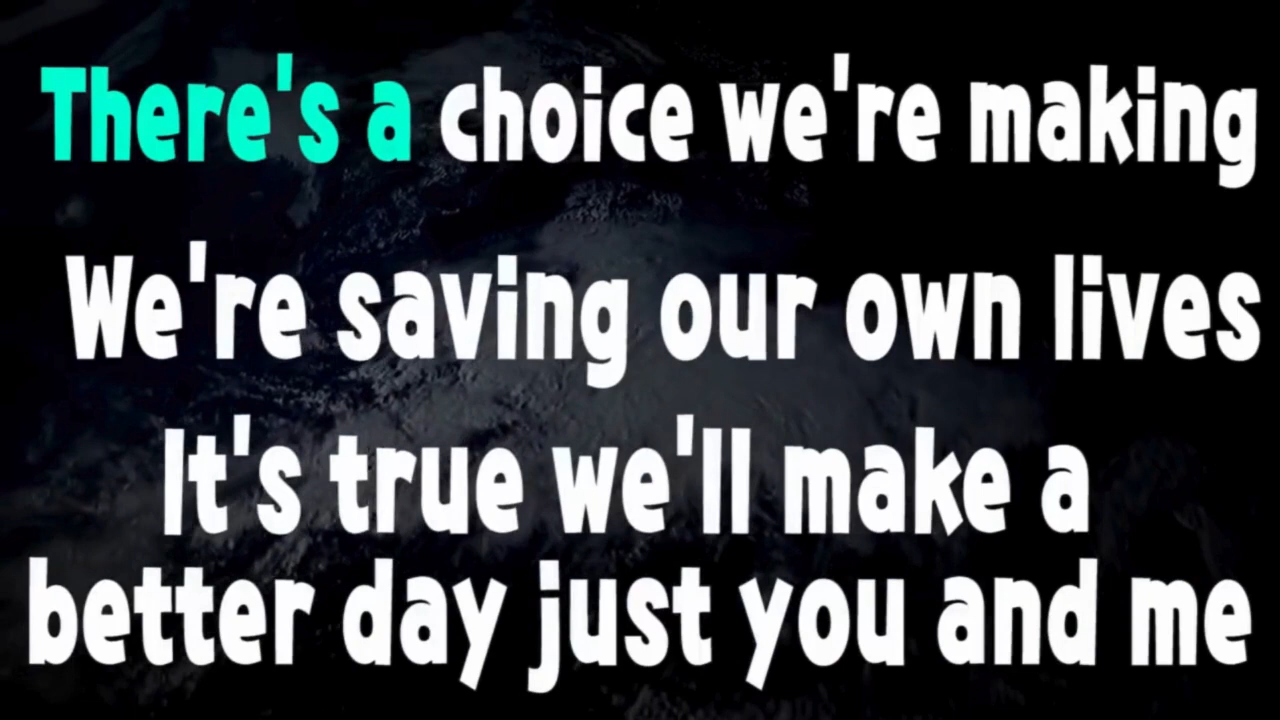 There's a choice we're making
We're saving our own lives
It's true we'll make a
better day just you and me